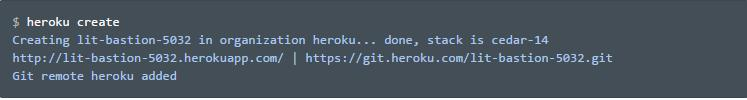 $ heroku create
Creating lit-bastion-5032 in organization heroku... done, stack is cedar-14
http://lit-bastion-5032.herokuapp.com/ | https://git.heroku.com/lit-bastion-5032.git
Git remote heroku added